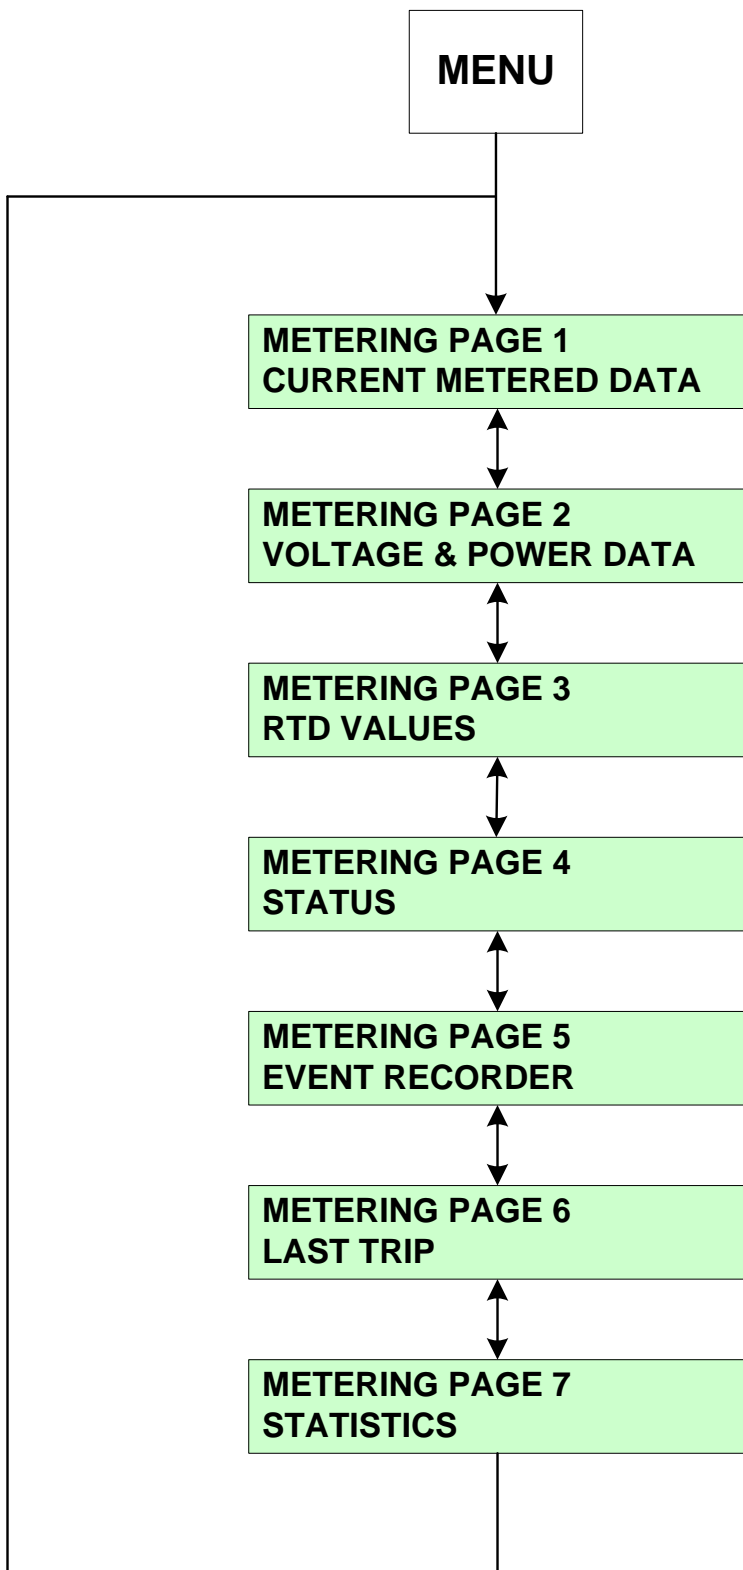 MENU
METERING PAGE 1
CURRENT METERED DATA
METERING PAGE 2
VOLTAGE & POWER DATA
METERING PAGE 3
RTD VALUES
METERING PAGE 4
STATUS
METERING PAGE 5
EVENT RECORDER
METERING PAGE 6
LAST TRIP
METERING PAGE 7
STATISTICS